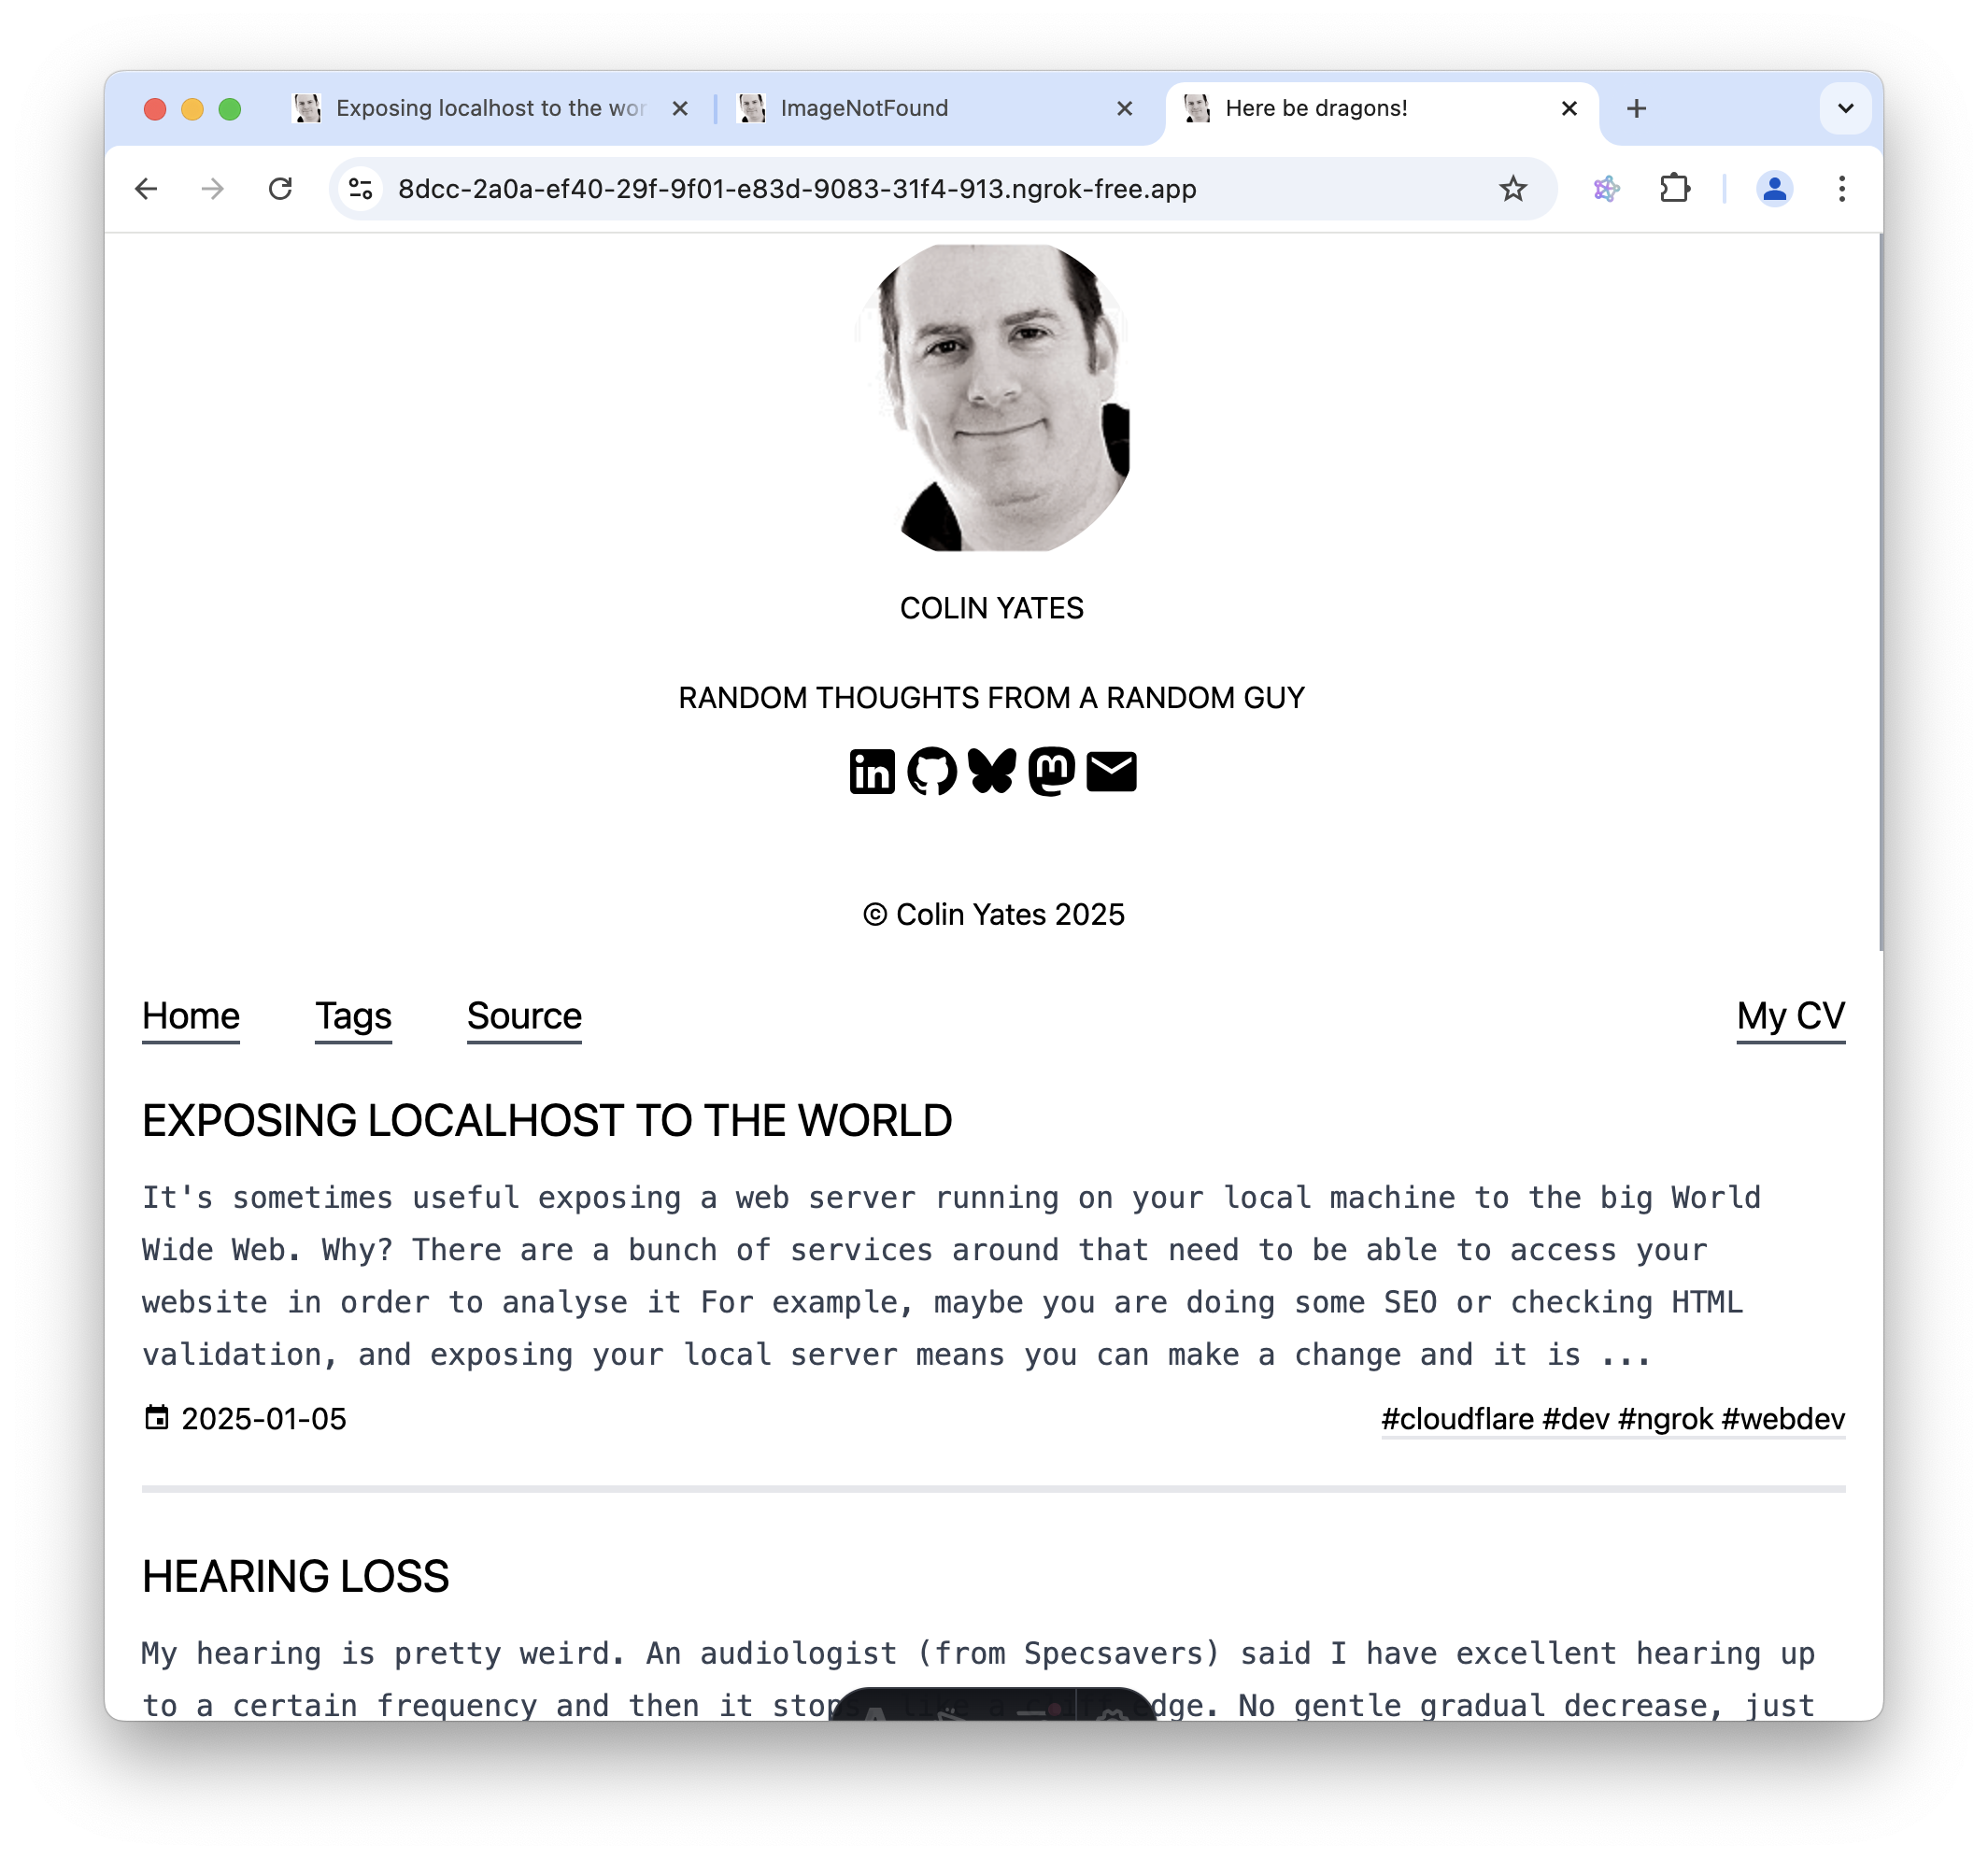 Exposing localhost to the wor
ImageNotFound
Here be dragons!
8dcc-2a0a-ef40-29f-9f01-e83d-9083-31f4-913.ngrok-free.app
COLIN YATES
RANDOM THOUGHTS FROM A RANDOM GUY
© Colin Yates 2025
Home Tags Source My CV
EXPOSING LOCALHOST TO THE WORLD
It's sometimes useful exposing a web server running on your local machine to the big World
Wide Web. Why? There are a bunch of services around that need to be able to access your
website in order to analyse it For example, maybe you are doing some SEO or checking HTML
validation, and exposing your local server means you can make a change and it is ...
2025-01-05 #cloudflare #dev #ngrok #webdev
HEARING LOSS
My hearing is pretty weird. An audiologist (from Specsavers) said I have excellent hearing up
to a certain frequency and then it stops, like a edge. No gentle gradual decrease, just